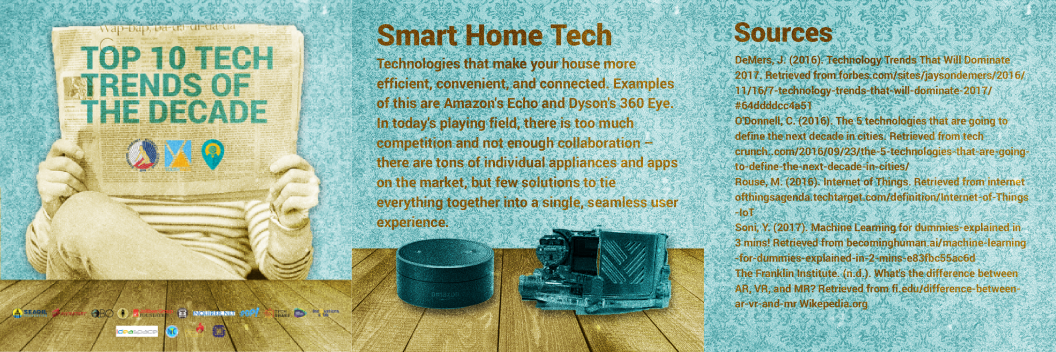 TOP 10 TECH
TRENDS OF
THE DECADE
Smart Home Tech
Technologies that make your house more
efficient, convenient, and connected. Examples
of this are Amazon's Echo and Dyson's 360 Eye.
In today's playing field, there is too much
competition and not enough collaboration –
there are tons of individual appliances and apps
on the market, but few solutions to tie
everything together into a single, seamless user
experience.
amazon
Sources
DeMers, J. (2016). Technology Trends That Will Dominate
2017. Retrieved from forbes.com/sites/jaysondemers/2016/
11/16/7-technology-trends-that-will-dominate-2017/
#64ddddcc4a51
O'Donnell, C. (2016). The 5 technologies that are going to
define the next decade in cities. Retrieved from tech
crunch:.com/2016/09/23/the-5-technologies-that-are-going-
to-define-the-next-decade-in-cities/
Rouse, M. (2016). Internet of Things. Retrieved from internet
ofthingsagenda.techtarget.com/definition/Internet-of-Things
-IoT
Soni, Y. (2017). Machine Learning for dummies-explained in
3 mins! Retrieved from becominghuman.ai/machine-learning
-for-dummies-explained-in-2-mins-e83fbc55ac6d
The Franklin Institute. (n.d.). What's the difference between
AR, VR, and MR? Retrieved from fi.edu/difference-between-
ar-vr-and-mr Wikepedia.org